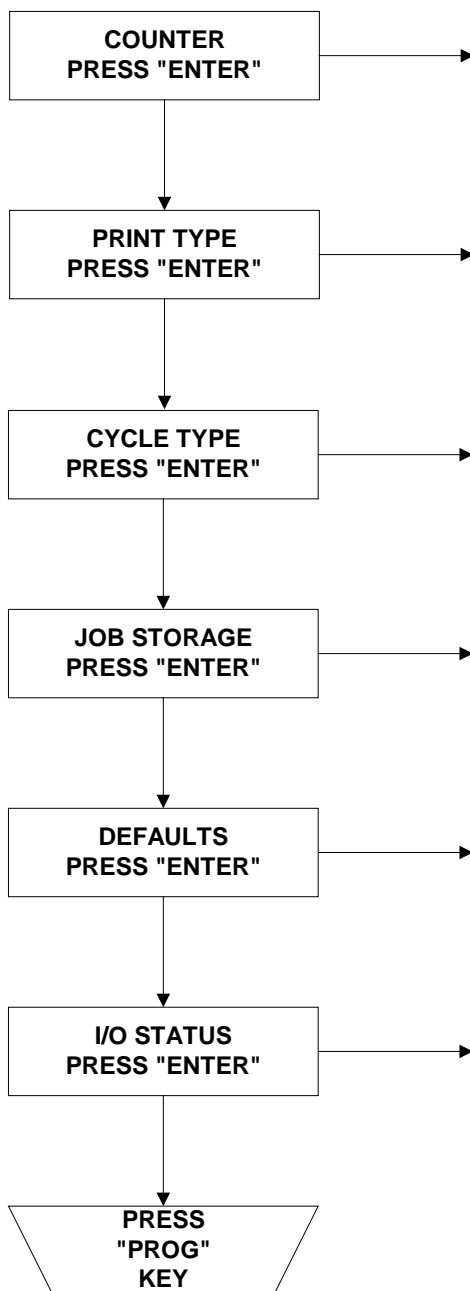 COUNTER
PRESS "ENTER"
PRINT TYPE
PRESS "ENTER"
CYCLE TYPE
PRESS "ENTER"
JOB STORAGE
PRESS "ENTER"
DEFAULTS
PRESS "ENTER"
I/O STATUS
PRESS "ENTER"
PRESS
"PROG"
KEY